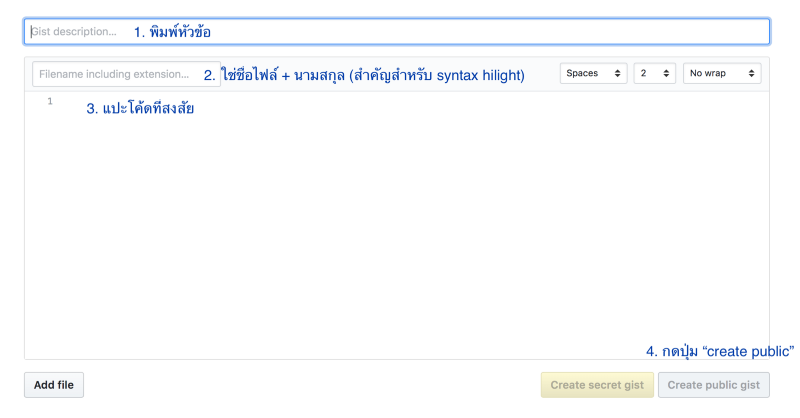 Gist description... 1. พิมพ์หัวข้อ
Filename including extension... 2. ใช่ชือไฟล์ + นามสกุล (สำคัญสำหรับ syntax hilight) Spaces 2 No wrap
1
3. แปะโค้ดทีสงสัย
4. กดปุ่ม “create public”
Add file Create secret gist Create public gist